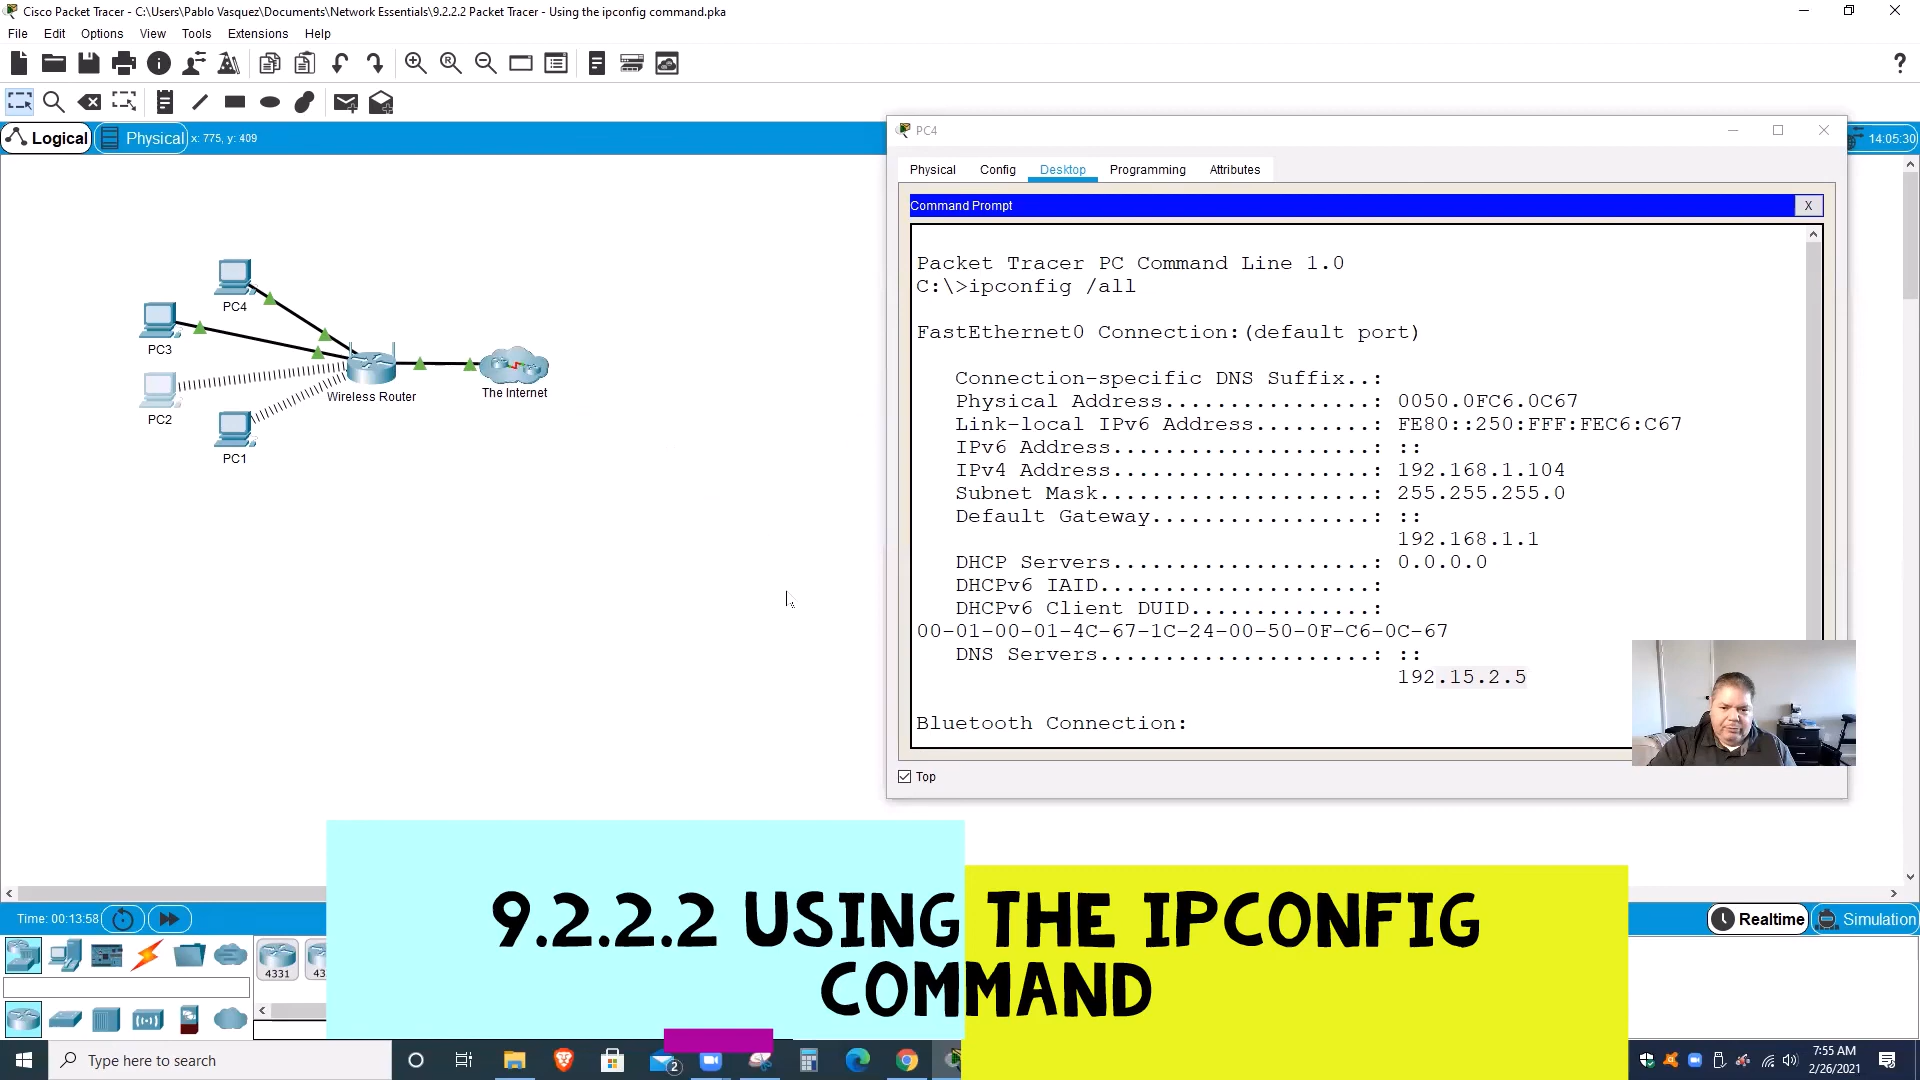 Cisco Packet Tracer - C:\Users\Pablo Vasquez\Documents\Network Essentials\9.2.2.2 Packet Tracer - Using the ipconfig command.pka
File Edit Options View Tools Extensions Help
Logical Physical x: 775, y: 409
14:05:30
PC4
PC3
PC2
PC1
Wireless Router
The Internet
PC4
Physical Config Desktop Programming Attributes
Command Prompt
X
Packet Tracer PC Command Line 1.0
C:\>ipconfig /all
FastEthernet0 Connection:(default port)
Connection-specific DNS Suffix..:
Physical Address................: 0050.0FC6.0C67
Link-local IPv6 Address.........: FE80::250:FFF:FEC6:C67
IPv6 Address....................: ::
IPv4 Address....................: 192.168.1.104
Subnet Mask.....................: 255.255.255.0
Default Gateway.................: ::
192.168.1.1
DHCP Servers....................: 0.0.0.0
DHCPv6 IAID.....................:
DHCPv6 Client DUID..............:
00-01-00-01-4C-67-1C-24-00-50-0F-C6-0C-67
DNS Servers.....................: ::
192.15.2.5
Bluetooth Connection:
Top
9.2.2.2 USING THE IPCONFIG
COMMAND
Time: 00:13:58
Realtime Simulation
4331
43
Type here to search
2
7:55 AM
2/26/2021